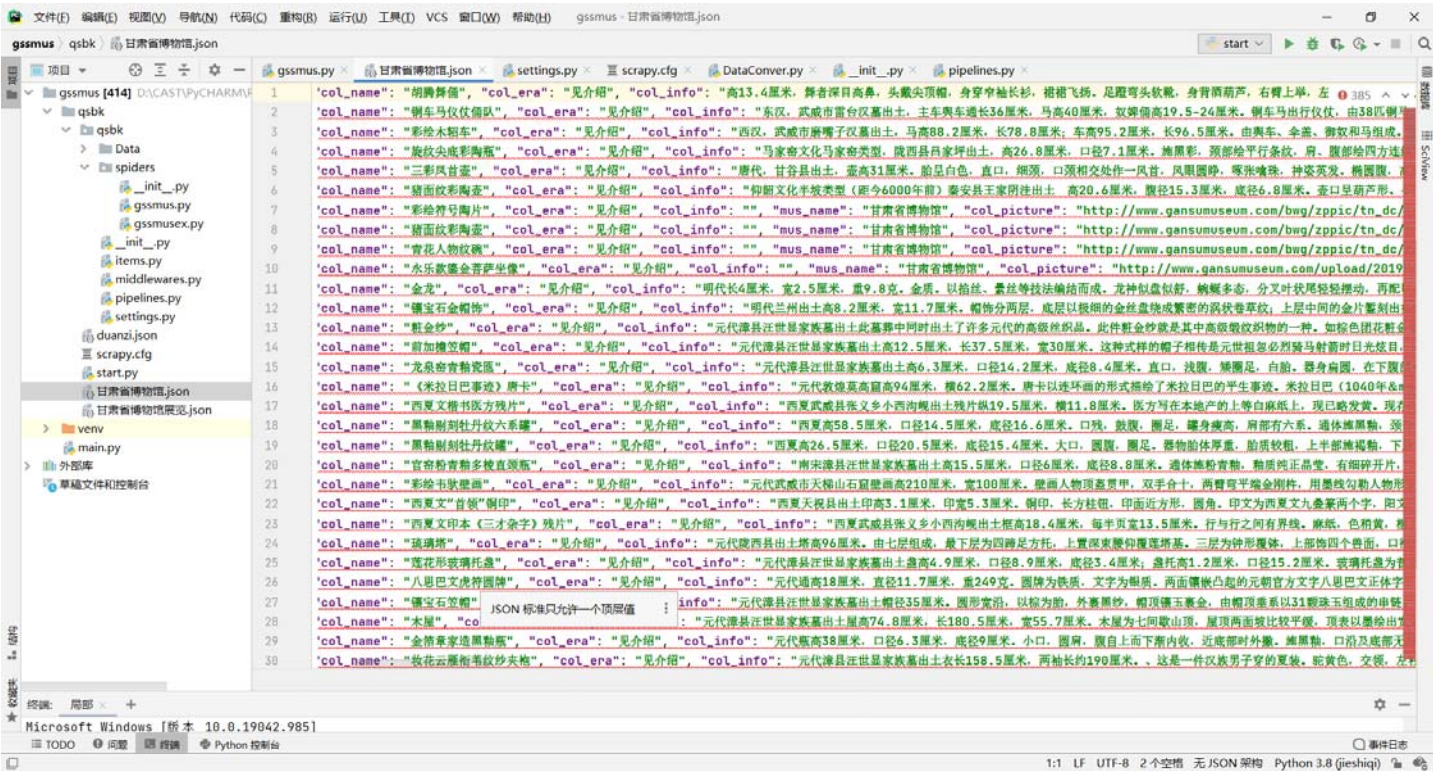 文件(F) 编辑(E) 视图(V) 导航(N) 代码(C) 重构(R) 运行(U) 工具(T) VCS 窗口(W) 帮助(H) gssmus - 甘肃省博物馆.json
gssmus qsbk 甘肃省博物馆.json start
项目 gssmus.py 甘肃省博物馆.json settings.py scrapy.cfg DataConver.py __init__.py pipelines.py
gssmus [414] D:\CAST\PyCHARM\
qsbk
qsbk
Data
spiders
__init__.py
gssmus.py
gssmusex.py
__init__.py
items.py
middlewares.py
pipelines.py
settings.py
duanzi.json
scrapy.cfg
start.py
甘肃省博物馆.json
甘肃省博物馆展览.json
venv
main.py
外部库
草稿文件和控制台
385
1 "col_name": "胡腾舞俑", "col_era": "见介绍", "col_info": "高13.4厘米，舞者深目高鼻，头戴尖顶帽，身穿窄袖长衫，裙裾飞扬。足蹬弯头软靴，身背酒葫芦，右臂上举，左
2 "col_name": "铜车马仪仗俑队", "col_era": "见介绍", "col_info": "东汉，武威市雷台汉墓出土，主车舆车通长36厘米，马高40厘米，奴婢俑高19.5-24厘米。铜车马出行仪仗，由38匹铜马
3 "col_name": "彩绘木轺车", "col_era": "见介绍", "col_info": "西汉，武威市磨嘴子汉墓出土，马高88.2厘米，长78.8厘米；车高95.2厘米，长96.5厘米。由舆车、伞盖、御奴和马组成。
4 "col_name": "旋纹尖底彩陶瓶", "col_era": "见介绍", "col_info": "马家窑文化马家窑类型，陇西县吕家坪出土，高26.8厘米，口径7.1厘米。施黑彩，颈部绘平行条纹，肩、腹部绘四方连续
5 "col_name": "三彩凤首壶", "col_era": "见介绍", "col_info": "唐代，甘谷县出土，壶高31厘米。胎呈白色，直口，细颈，口颈相交处作一凤首，凤眼圆睁，啄张啮珠，神姿英发。椭圆腹，高
6 "col_name": "猪面纹彩陶壶", "col_era": "见介绍", "col_info": "仰韶文化半坡类型（距今6000年前）秦安县王家阴洼出土 高20.6厘米，腹径15.3厘米，底径6.8厘米。壶口呈葫芦形，
7 "col_name": "彩绘符号陶片", "col_era": "见介绍", "col_info": "", "mus_name": "甘肃省博物馆", "col_picture": "http://www.gansumuseum.com/bwg/zppic/tn_dc/
8 "col_name": "猪面纹彩陶壶", "col_era": "见介绍", "col_info": "", "mus_name": "甘肃省博物馆", "col_picture": "http://www.gansumuseum.com/bwg/zppic/tn_dc/
9 "col_name": "青花人物纹碗", "col_era": "见介绍", "col_info": "", "mus_name": "甘肃省博物馆", "col_picture": "http://www.gansumuseum.com/bwg/zppic/tn_dc/
10 "col_name": "永乐款鎏金菩萨坐像", "col_era": "见介绍", "col_info": "", "mus_name": "甘肃省博物馆", "col_picture": "http://www.gansumuseum.com/upload/2019
11 "col_name": "金龙", "col_era": "见介绍", "col_info": "明代长4厘米，宽2.5厘米，重9.8克。金质。以掐丝、累丝等技法编结而成。龙神似盘似舒，蜿蜒多态，分叉叶状尾轻轻摆动，再配
12 "col_name": "镶宝石金帽饰", "col_era": "见介绍", "col_info": "明代兰州出土高8.2厘米，宽11.7厘米。帽饰分两层，底层以极细的金丝盘绕成繁密的涡状卷草纹；上层中间的金片錾刻出
13 "col_name": "粧金纱", "col_era": "见介绍", "col_info": "元代漳县汪世显家族墓出土此墓葬中同时出土了许多元代的高级丝织品。此件粧金纱就是其中高级缎纹织物的一种。如棕色团花粧金
14 "col_name": "前加檐笠帽", "col_era": "见介绍", "col_info": "元代漳县汪世显家族墓出土高12.5厘米，长37.5厘米，宽30厘米。这种式样的帽子相传是元世祖忽必烈骑马射箭时日光炫目，
15 "col_name": "龙泉窑青釉瓷匜", "col_era": "见介绍", "col_info": "元代漳县汪世显家族墓出土高6.3厘米，口径14.2厘米，底径8.4厘米。直口，浅腹，矮圈足，白胎。器身扁圆，在下腹
16 "col_name": "《米拉日巴事迹》唐卡", "col_era": "见介绍", "col_info": "元代敦煌莫高窟高94厘米，横62.2厘米。唐卡以连环画的形式描绘了米拉日巴的平生事迹。米拉日巴（1040年&m
17 "col_name": "西夏文楷书医方残片", "col_era": "见介绍", "col_info": "西夏武威县张义乡小西沟岘出土残片纵19.5厘米，横11.8厘米。医方写在本地产的上等白麻纸上，现已略发黄。现存
18 "col_name": "黑釉剔刻牡丹纹六系罐", "col_era": "见介绍", "col_info": "西夏高58.5厘米，口径14.5厘米，底径16.6厘米。口残，鼓腹，圈足，罐身瘦高，肩部有六系。通体施黑釉，颈
19 "col_name": "黑釉剔刻牡丹纹罐", "col_era": "见介绍", "col_info": "西夏高26.5厘米，口径20.5厘米，底径15.4厘米。大口，圆腹，圈足。器物胎体厚重，胎质较粗，上半部施褐釉，下
20 "col_name": "官窑粉青釉多棱直颈瓶", "col_era": "见介绍", "col_info": "南宋漳县汪世显家族墓出土高15.5厘米，口径6厘米，底径8.8厘米。通体施粉青釉，釉质纯正晶莹，有细碎开片，
21 "col_name": "彩绘韦驮壁画", "col_era": "见介绍", "col_info": "元代武威市天梯山石窟壁画高210厘米，宽100厘米。壁画人物顶盔贯甲，双手合十，两臂弯平端金刚杵，用墨线勾勒人物形
22 "col_name": "西夏文"首领"铜印", "col_era": "见介绍", "col_info": "西夏天祝县出土印高3.1厘米，印宽5.3厘米。铜印，长方柱钮，印面近方形，圆角。印文为西夏文九叠篆两个字，阳文
23 "col_name": "西夏文印本《三才杂字》残片", "col_era": "见介绍", "col_info": "西夏武威县张义乡小西沟岘出土框高18.4厘米，每半页宽13.5厘米。行与行之间有界线。麻纸，色稍黄，
24 "col_name": "琉璃塔", "col_era": "见介绍", "col_info": "元代陇西县出土塔高96厘米。由七层组成，最下层为四蹄足方托，上置深束腰仰覆莲塔基。三层为钟形覆钵，上部饰四个兽面，口衔
25 "col_name": "莲花形玻璃托盏", "col_era": "见介绍", "col_info": "元代漳县汪世显家族墓出土盏高4.9厘米，口径8.9厘米，底径3.4厘米；盏托高1.2厘米，口径15.2厘米。玻璃托盏为
26 "col_name": "八思巴文虎符圆牌", "col_era": "见介绍", "col_info": "元代通高18厘米，直径11.7厘米，重249克。圆牌为铁质，文字为银质。两面镶嵌凸起的元朝官方文字八思巴文正体字
27 "col_name": "镶宝石笠帽" info": "元代漳县汪世显家族墓出土帽径35厘米。圆形宽沿，以棕为胎，外裹黑纱，帽顶镶玉裹金，由帽顶垂系以31颗珠玉组成的串链
JSON 标准只允许一个顶层值
28 "col_name": "木屋", "co : "元代漳县汪世显家族墓出土屋高74.8厘米，长180.5厘米，宽55.7厘米。木屋为七间歇山顶，屋顶两面坡比较平缓，顶表以墨绘出
29 "col_name": "金箔章家造黑釉瓶", "col_era": "见介绍", "col_info": "元代瓶高38厘米，口径6.3厘米，底径9厘米。小口，圆肩，腹自上而下渐内收，近底部时外撇。施黑釉，口沿及底部无
30 "col_name": "妆花云雁衔苇纹纱夹袍", "col_era": "见介绍", "col_info": "元代漳县汪世显家族墓出土衣长158.5厘米，两袖长约190厘米。、这是一件汉族男子穿的夏装。驼黄色，交领，左衽
数据库
SciView
结构
收藏夹
终端: 局部
Microsoft Windows [版本 10.0.19042.985]
TODO 问题 终端 Python 控制台 事件日志
1:1 LF UTF-8 2 个空格 无 JSON 架构 Python 3.8 (jieshiqi)